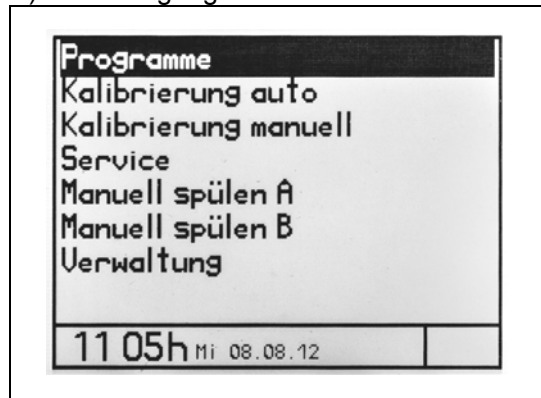 Programme
Kalibrierung auto
Kalibrierung manuell
Service
Manuell spülen A
Manuell spülen B
Verwaltung
11 05h Mi 08.08.12